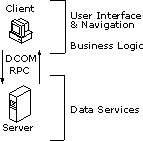 Client
User Interface
& Navigation
Business Logic
DCOM
RPC
Data Services
Server